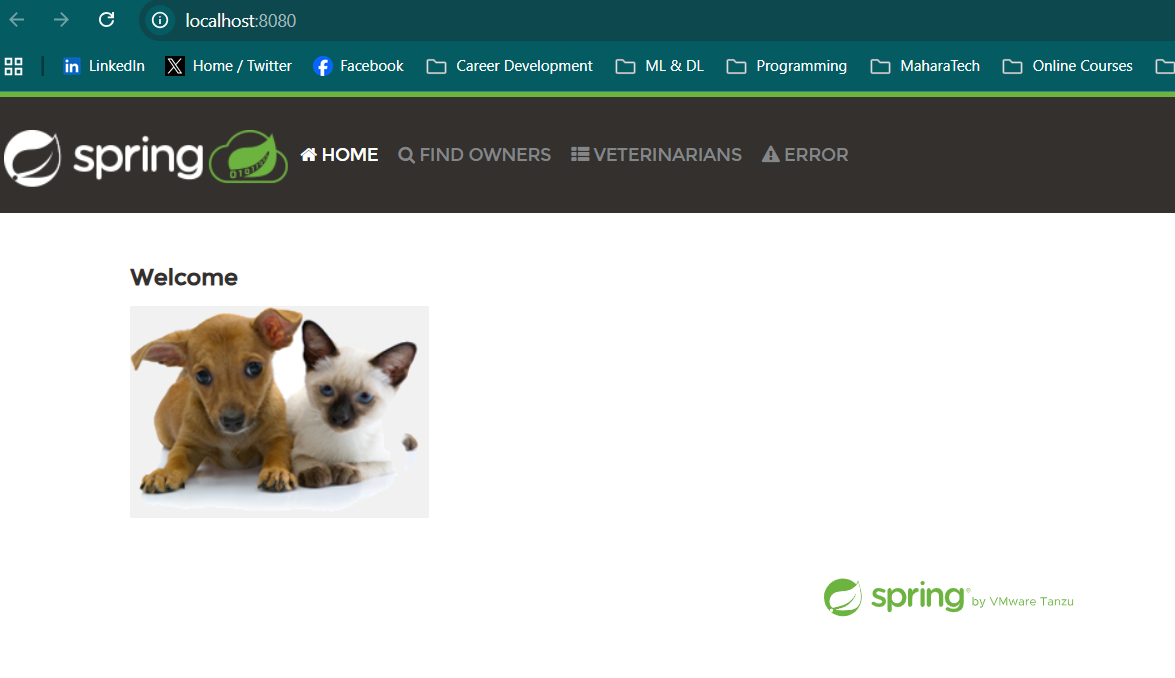 localhost:8080
LinkedIn Home / Twitter Facebook Career Development ML & DL Programming MaharaTech Online Courses
spring HOME FIND OWNERS VETERINARIANS ERROR
Welcome
spring® by VMware Tanzu